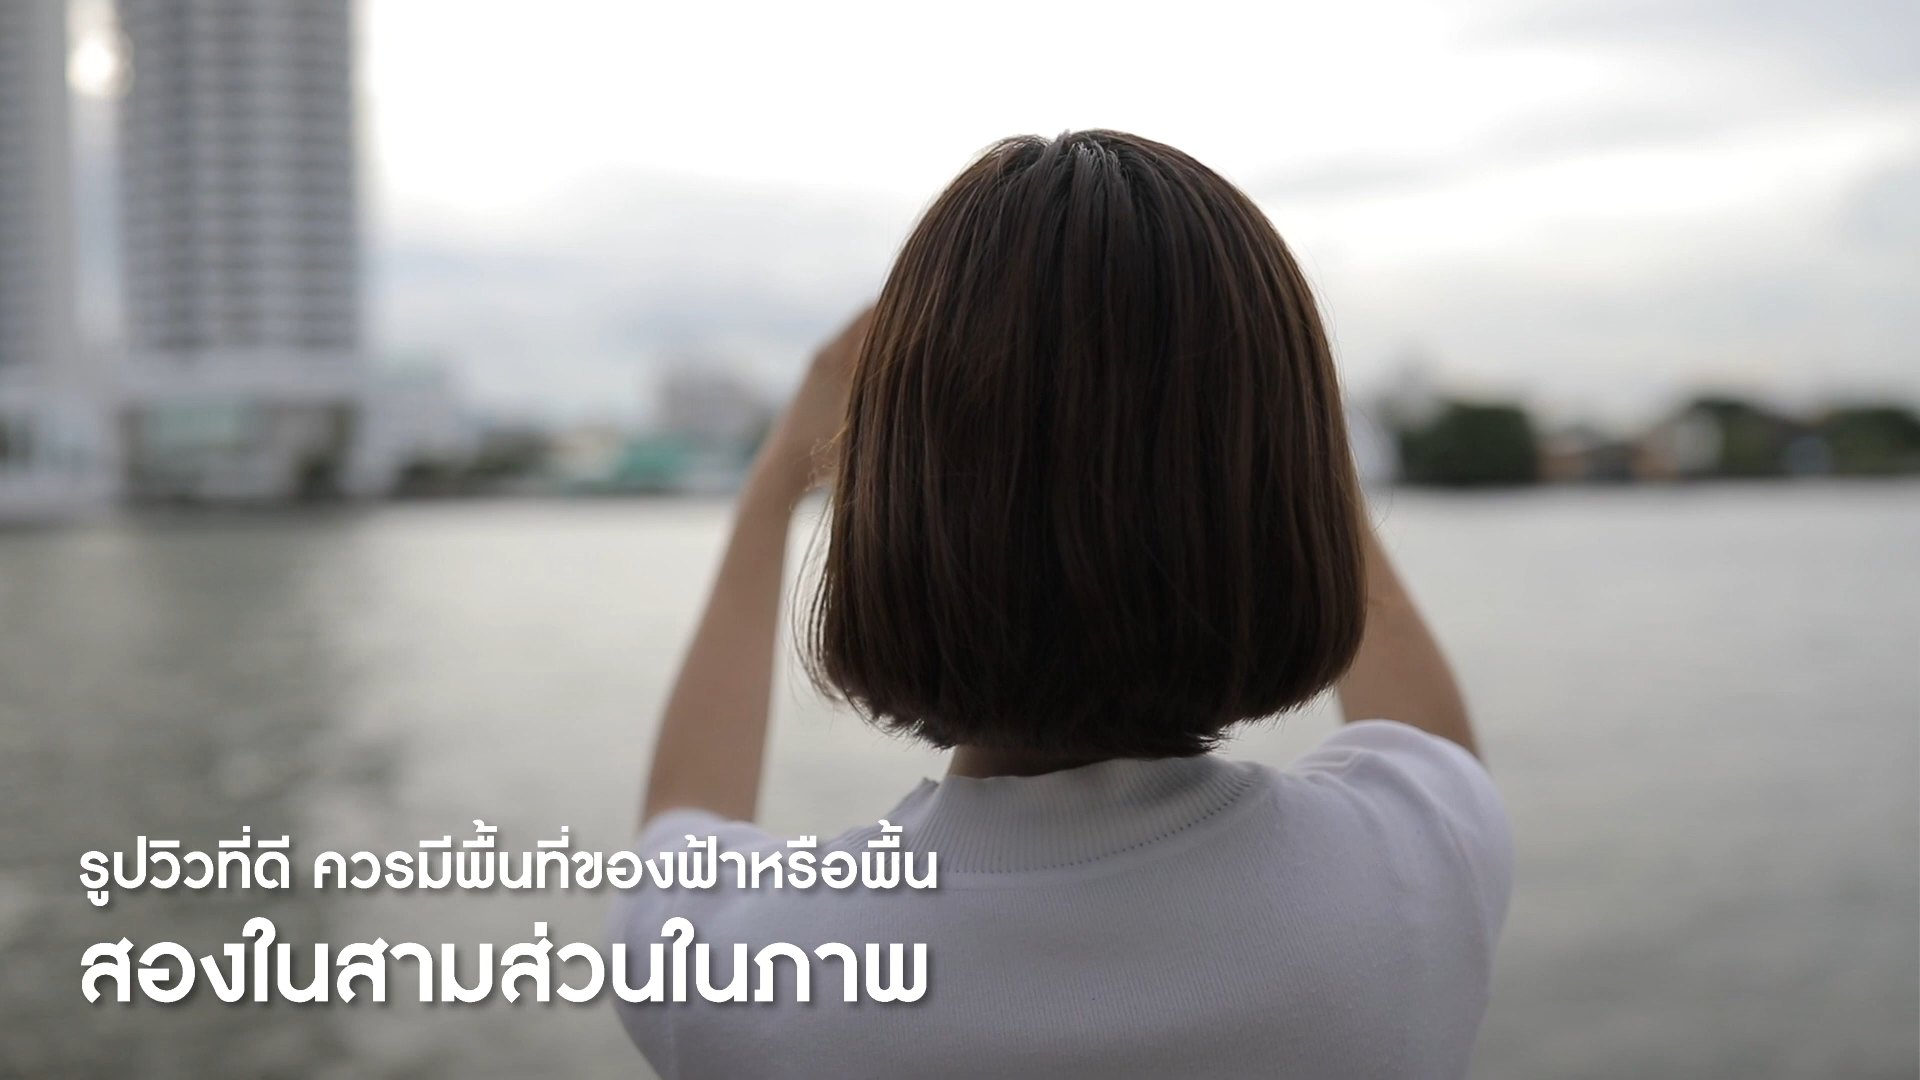 รูปวิวที่ดี ควรมีพื้นที่ของฟ้าหรือพื้น
สองในสามส่วนในภาพ